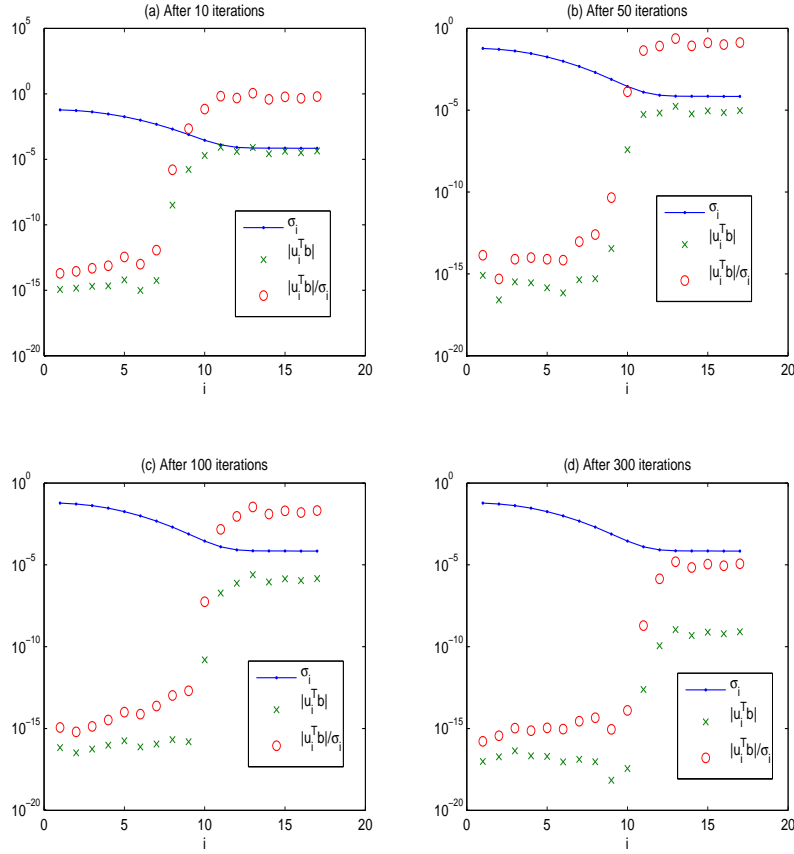 (a) After 10 iterations
10^5
10^0
10^-5
10^-10
10^-15
10^-20
0 5 10 15 20
i
σ_i
|u_i^T b|
|u_i^T b|/σ_i
(b) After 50 iterations
10^0
10^-5
10^-10
10^-15
10^-20
0 5 10 15 20
i
σ_i
|u_i^T b|
|u_i^T b|/σ_i
(c) After 100 iterations
10^0
10^-5
10^-10
10^-15
10^-20
0 5 10 15 20
i
σ_i
|u_i^T b|
|u_i^T b|/σ_i
(d) After 300 iterations
10^0
10^-5
10^-10
10^-15
10^-20
0 5 10 15 20
i
σ_i
|u_i^T b|
|u_i^T b|/σ_i